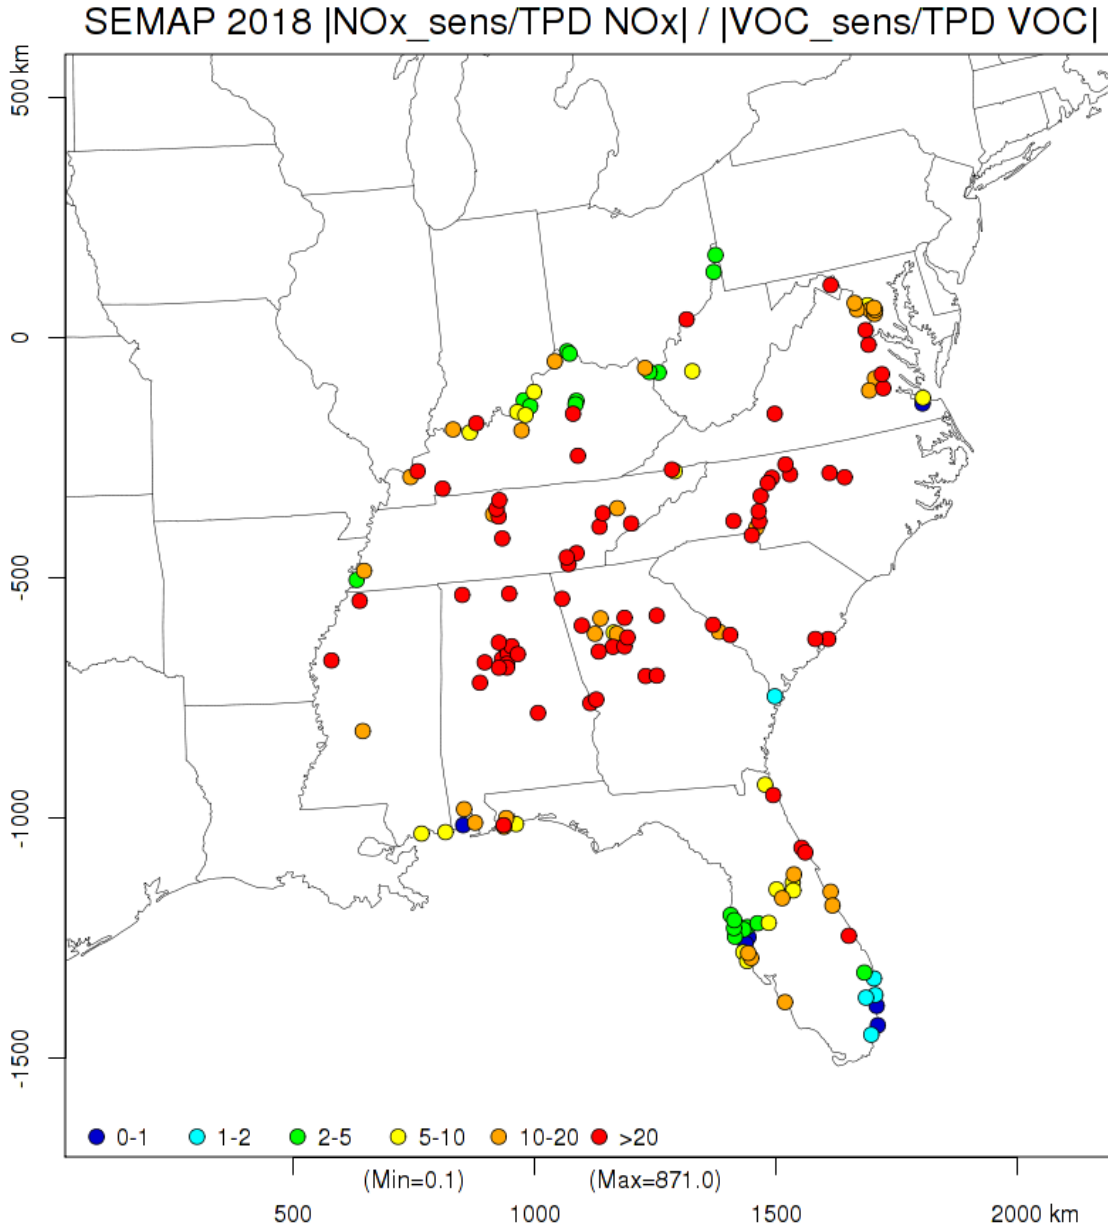 SEMAP 2018 |NOx_sens/TPD NOx| / |VOC_sens/TPD VOC|
500 km
0
-500
-1000
-1500
0-1 1-2 2-5 5-10 10-20 >20
(Min=0.1) (Max=871.0)
500 1000 1500 2000 km